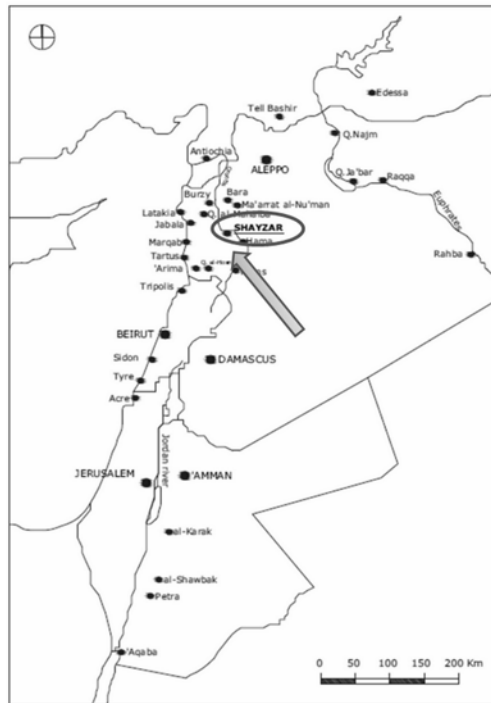 Edessa
Tell Bashir
Q.Najm
Antiochia
ALEPPO
Q.Ja'bar
Raqqa
Burzy
Bara
Ma'arrat al-Nu'man
Latakia
Jabala
SHAYZAR
Euphrates
Marqab
Hama
Rahba
Tartus
'Arima
Tripolis
BEIRUT
Sidon
DAMASCUS
Tyre
Acre
Jordan river
JERUSALEM
'AMMAN
al-Karak
al-Shawbak
Petra
'Aqaba
0 50 100 150 200 Km